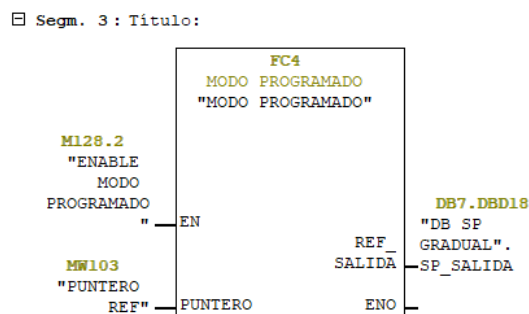 Segm. 3 : Título:
FC4
MODO PROGRAMADO
"MODO PROGRAMADO"
M128.2
"ENABLE
MODO
PROGRAMADO
"
EN
DB7.DBD18
"DB SP
GRADUAL".
SP_SALIDA
REF_
SALIDA
MW103
"PUNTERO
REF"
PUNTERO
ENO